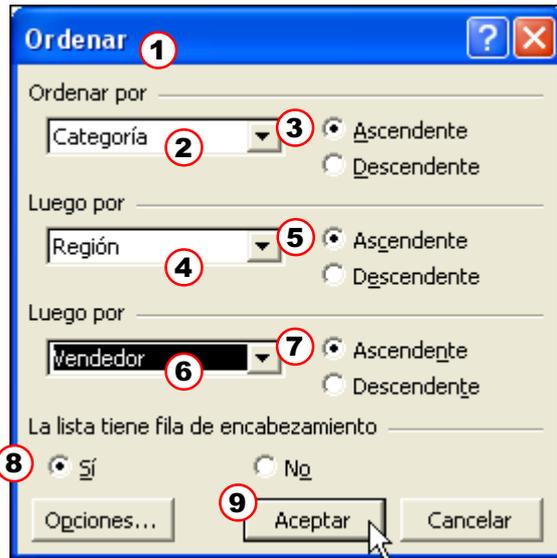 Ordenar 1 ?
Ordenar por
Categoría 2 3 Ascendente
Descendente
Luego por
Región 4 5 Ascendente
Descendente
Luego por
Vendedor 6 7 Ascendente
Descendente
La lista tiene fila de encabezamiento
8 Sí No
Opciones... 9 Aceptar Cancelar